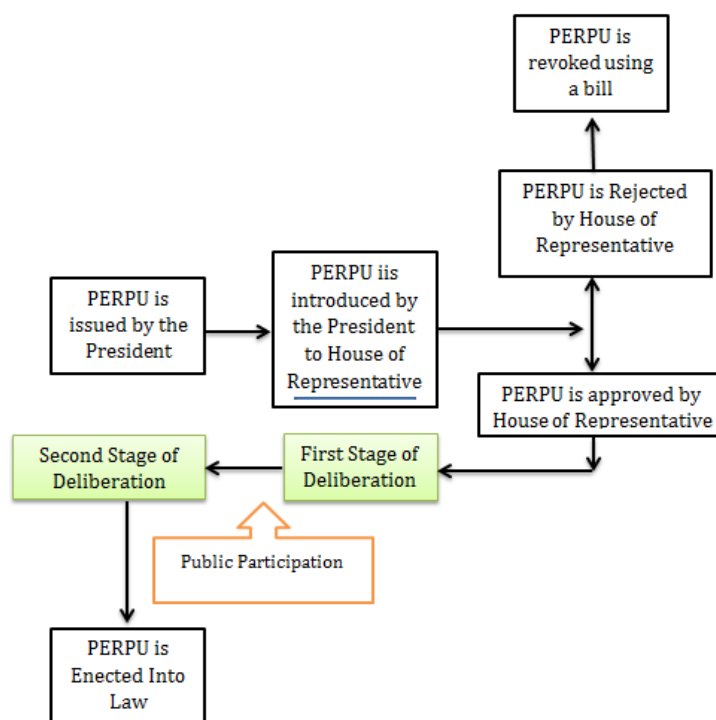 PERPU is
revoked using
a bill
PERPU is Rejected
by House of
Representative
PERPU is
issued by the
President
PERPU iis
introduced by
the President
to House of
Representative
PERPU is approved by
House of Representative
First Stage of
Deliberation
Second Stage of
Deliberation
Public Participation
PERPU is
Enected Into
Law